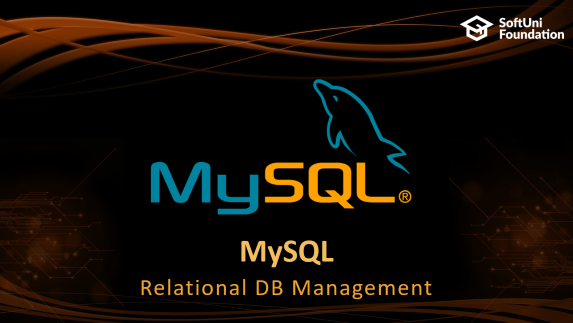 SoftUni
Foundation
MySQL®
MySQL
Relational DB Management